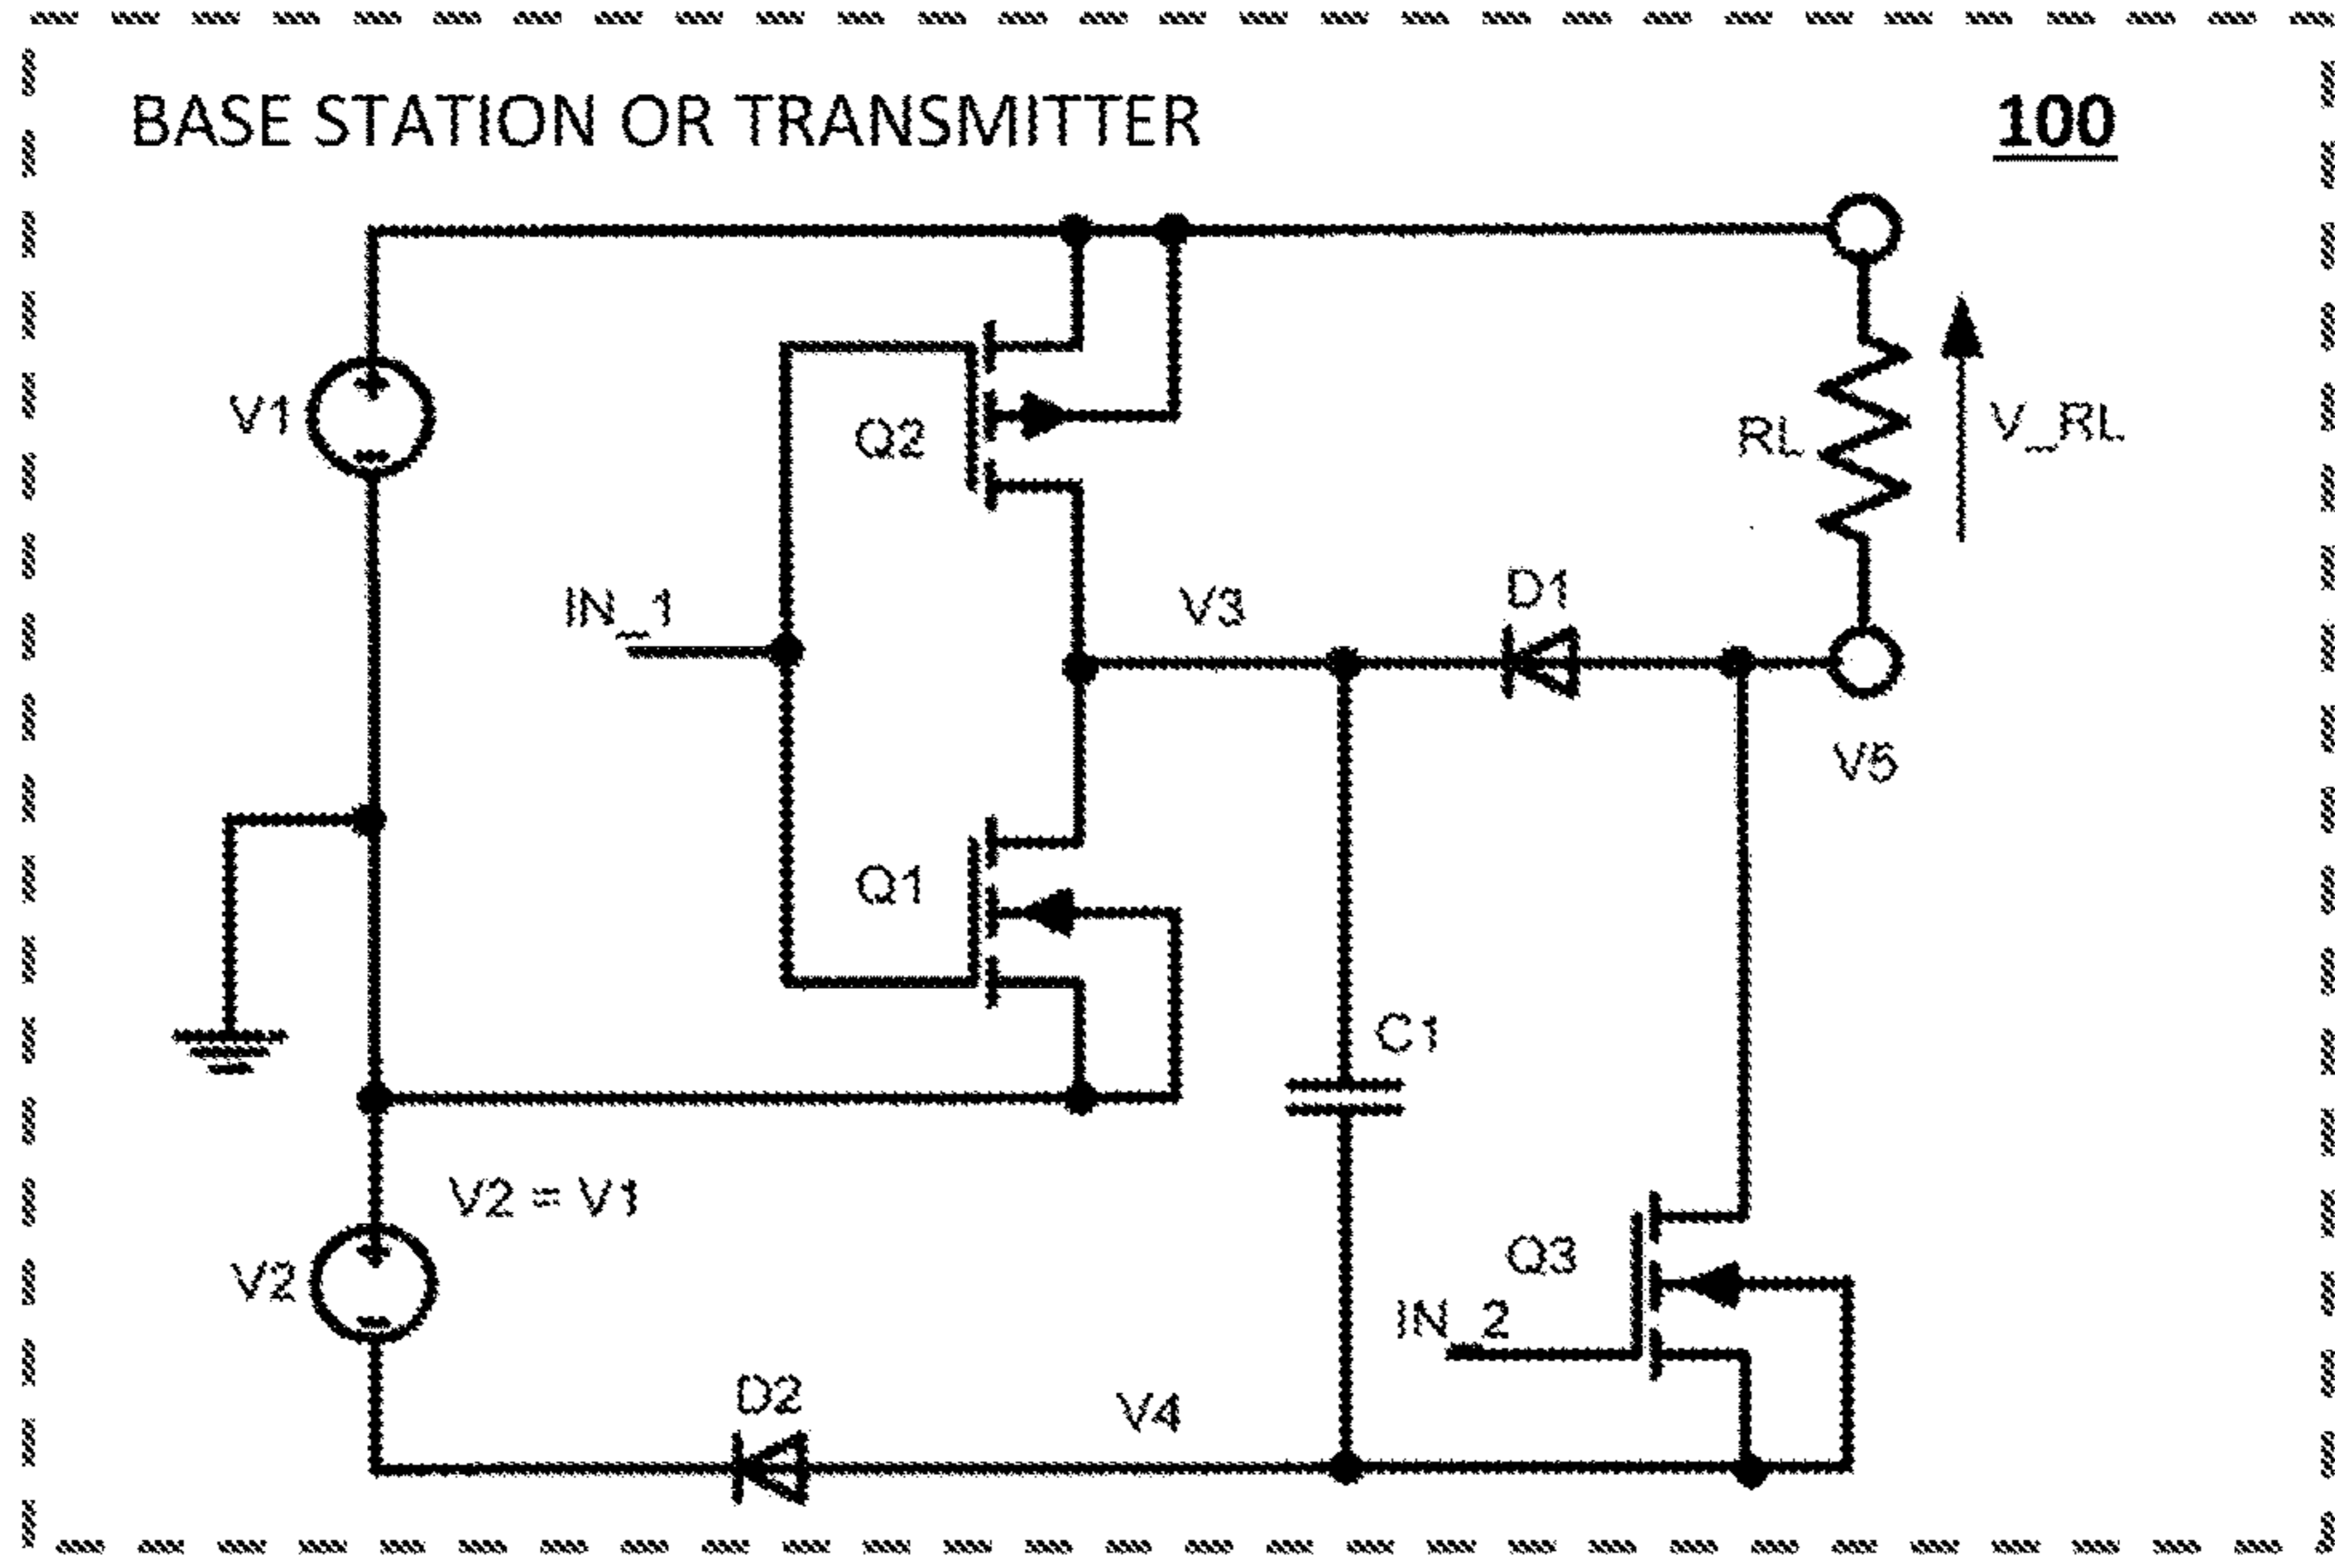 BASE STATION OR TRANSMITTER
100
V1
Q2
RL
V_RL
IN_1
V3
D1
V5
Q1
C1
V2 = V1
V2
Q3
IN_2
D2
V4